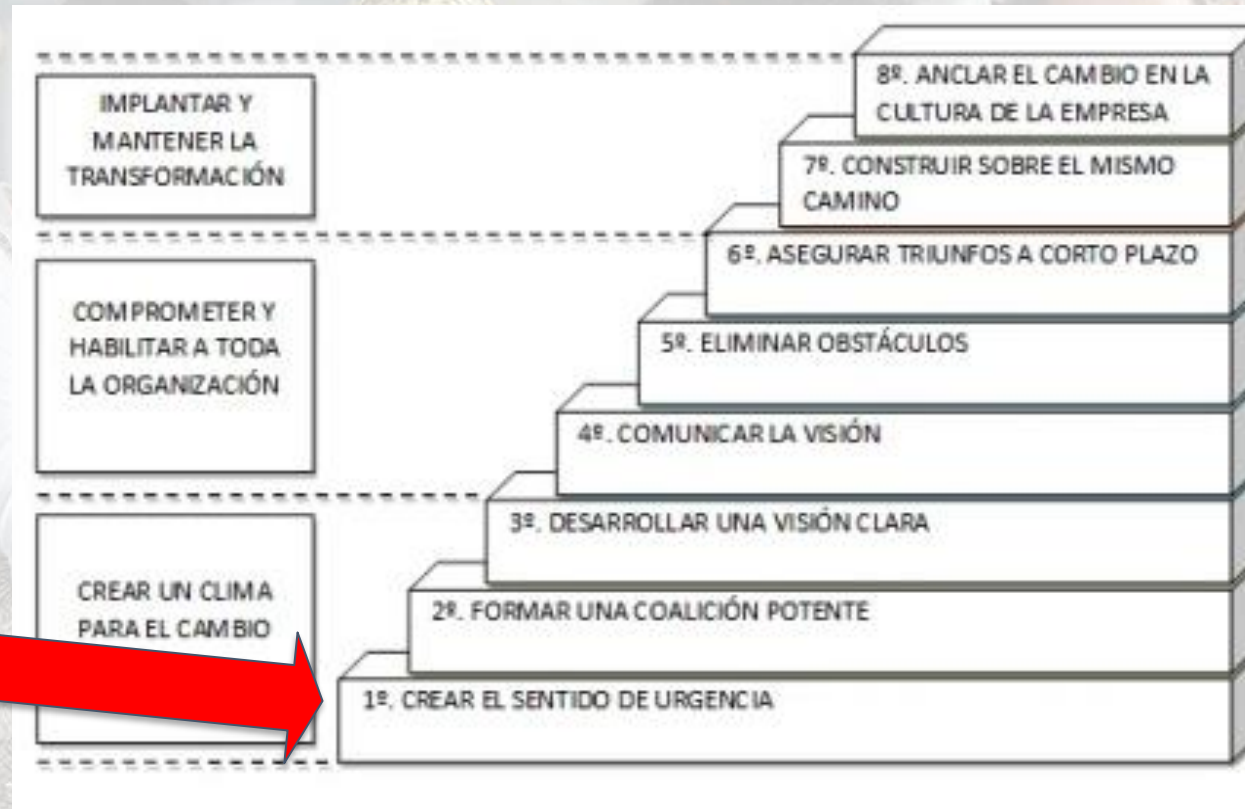 IMPLANTAR Y
MANTENER LA
TRANSFORMACIÓN
COMPROMETER Y
HABILITAR A TODA
LA ORGANIZACIÓN
CREAR UN CLIMA
PARA EL CAMBIO
8º. ANCLAR EL CAMBIO EN LA
CULTURA DE LA EMPRESA
7º. CONSTRUIR SOBRE EL MISMO
CAMINO
6º. ASEGURAR TRIUNFOS A CORTO PLAZO
5º. ELIMINAR OBSTÁCULOS
4º. COMUNICAR LA VISIÓN
3º. DESARROLLAR UNA VISIÓN CLARA
2º. FORMAR UNA COALICIÓN POTENTE
1º. CREAR EL SENTIDO DE URGENCIA